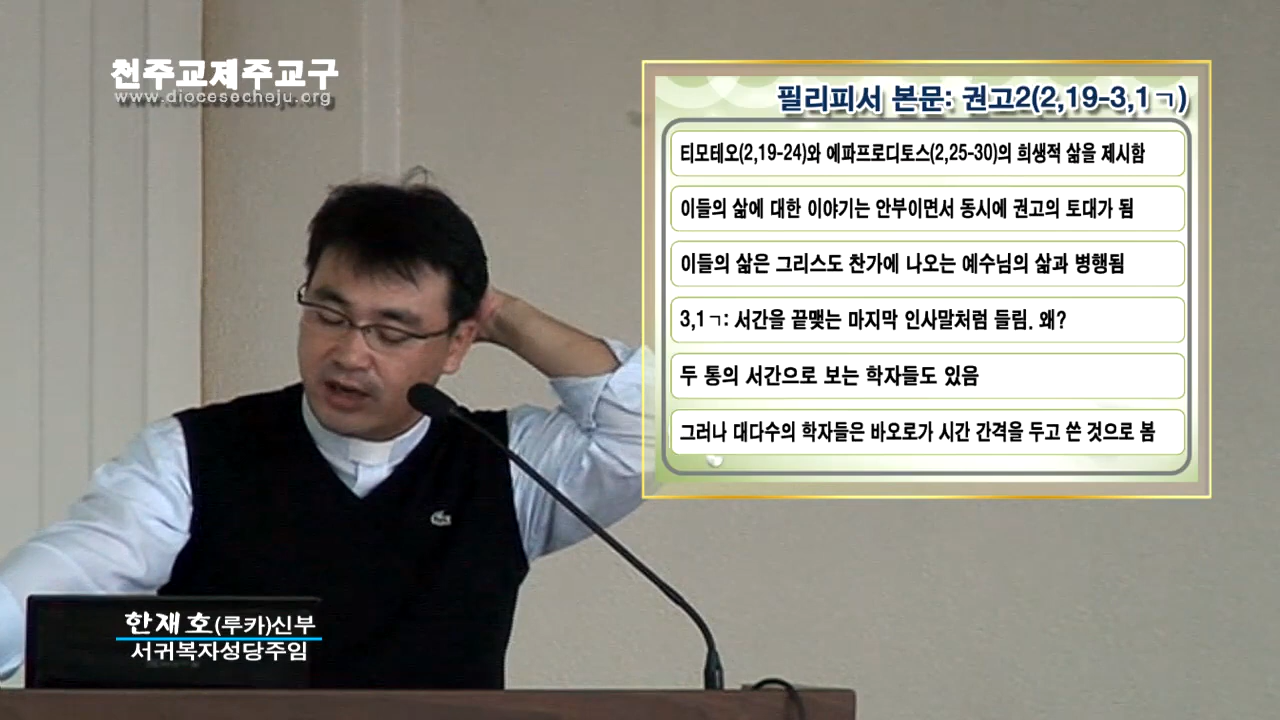 천주교제주교구
www.diocesecheju.org
필리피서 본문: 권고2(2,19-3,1ㄱ)
티모테오(2,19-24)와 에파프로디토스(2,25-30)의 희생적 삶을 제시함
이들의 삶에 대한 이야기는 안부이면서 동시에 권고의 토대가 됨
이들의 삶은 그리스도 찬가에 나오는 예수님의 삶과 병행됨
3,1ㄱ: 서간을 끝맺는 마지막 인사말처럼 들림. 왜?
두 통의 서간으로 보는 학자들도 있음
그러나 대다수의 학자들은 바오로가 시간 간격을 두고 쓴 것으로 봄
한재호(루카)신부
서귀복자성당주임